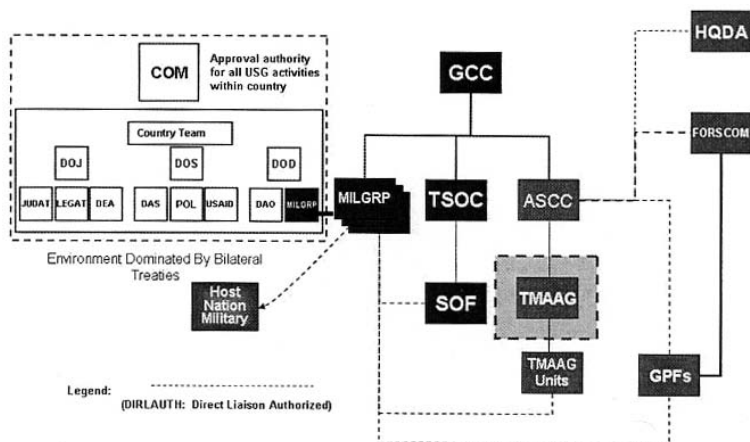 COM
Approval authority
for all USG activities
within country
Country Team
DOJ
DOS
DOD
JUDAT
LEGAT
DEA
DAS
POL
USAID
DAO
MILGRP
Environment Dominated By Bilateral
Treaties
Host
Nation
Military
GCC
MILGRP
TSOC
ASCC
SOF
TMAAG
TMAAG
Units
HQDA
FORSCOM
GPFs
Legend:
(DIRLAUTH: Direct Liaison Authorized)